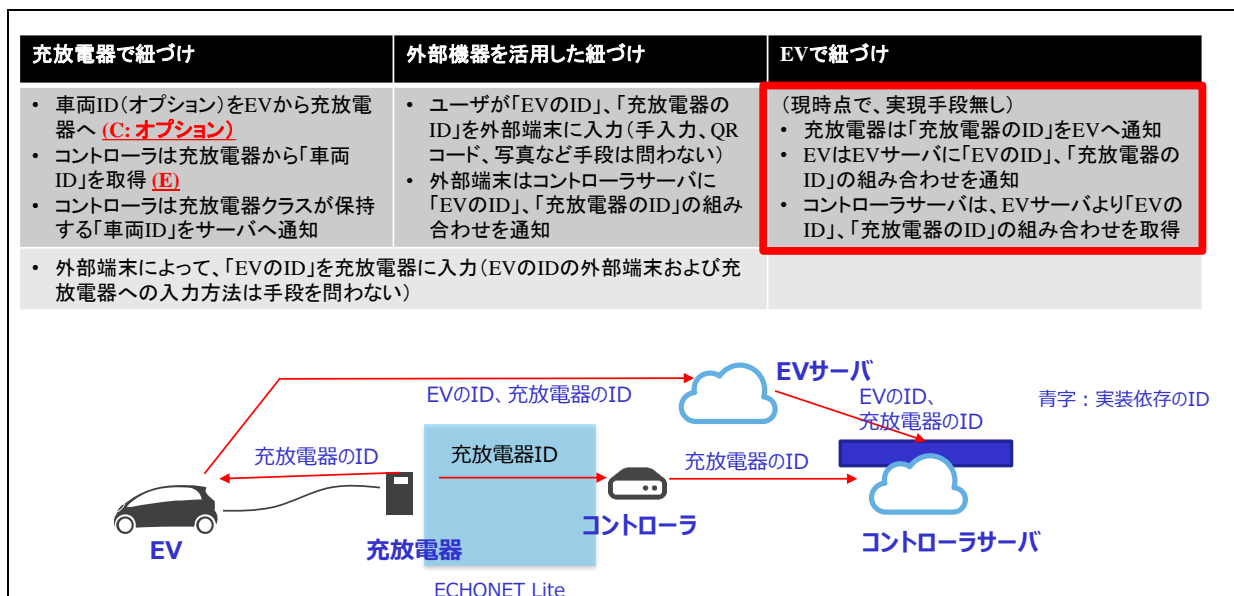 充放電器で紐づけ
外部機器を活用した紐づけ
EVで紐づけ
• 車両ID(オプション)をEVから充放電
器へ (C: オプション)
• コントローラは充放電器から「車両
ID」を取得 (E)
• コントローラは充放電器クラスが保持
する「車両ID」をサーバへ通知
• ユーザが「EVのID」、「充放電器の
ID」を外部端末に入力(手入力、QR
コード、写真など手段は問わない)
• 外部端末はコントローラサーバに
「EVのID」、「充放電器のID」の組み
合わせを通知
(現時点で、実現手段無し)
• 充放電器は「充放電器のID」をEVへ通知
• EVはEVサーバに「EVのID」、「充放電器の
ID」の組み合わせを通知
• コントローラサーバは、EVサーバより「EVの
ID」、「充放電器のID」の組み合わせを取得
• 外部端末によって、「EVのID」を充放電器に入力(EVのIDの外部端末および充
放電器への入力方法は手段を問わない)
EVサーバ
EVのID、充放電器のID
EVのID、
充放電器のID
青字：実装依存のID
充放電器のID
充放電器ID
充放電器のID
EV
充放電器
コントローラ
コントローラサーバ
ECHONET Lite